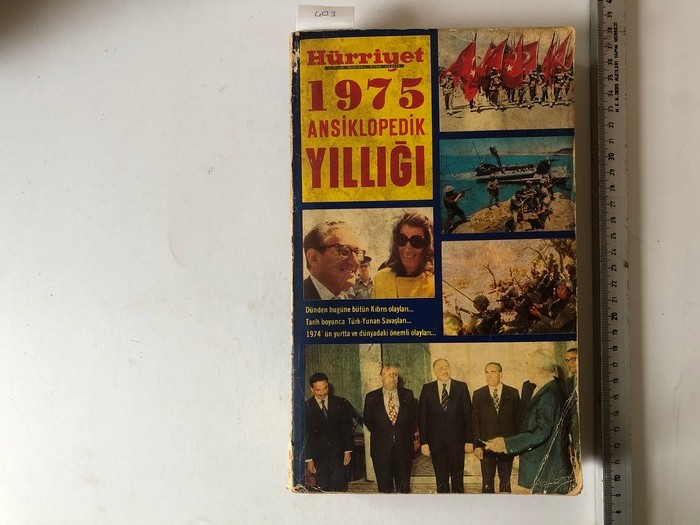 603
Hürriyet
1975
ANSİKLOPEDİK
YILLIĞI
Dünden bugüne bütün Kıbrıs olayları...
Tarih boyunca Türk-Yunan Savaşları...
1974' ün yurtta ve dünyadaki önemli olayları...